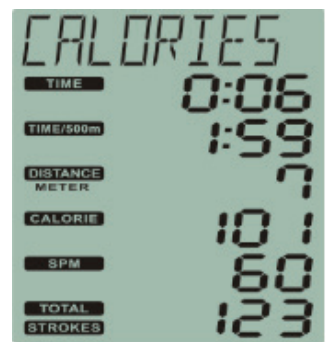 CALORIES
TIME 0:06
TIME/500m 1:59
DISTANCE 7
METER
CALORIE 101
SPM 60
TOTAL 123
STROKES